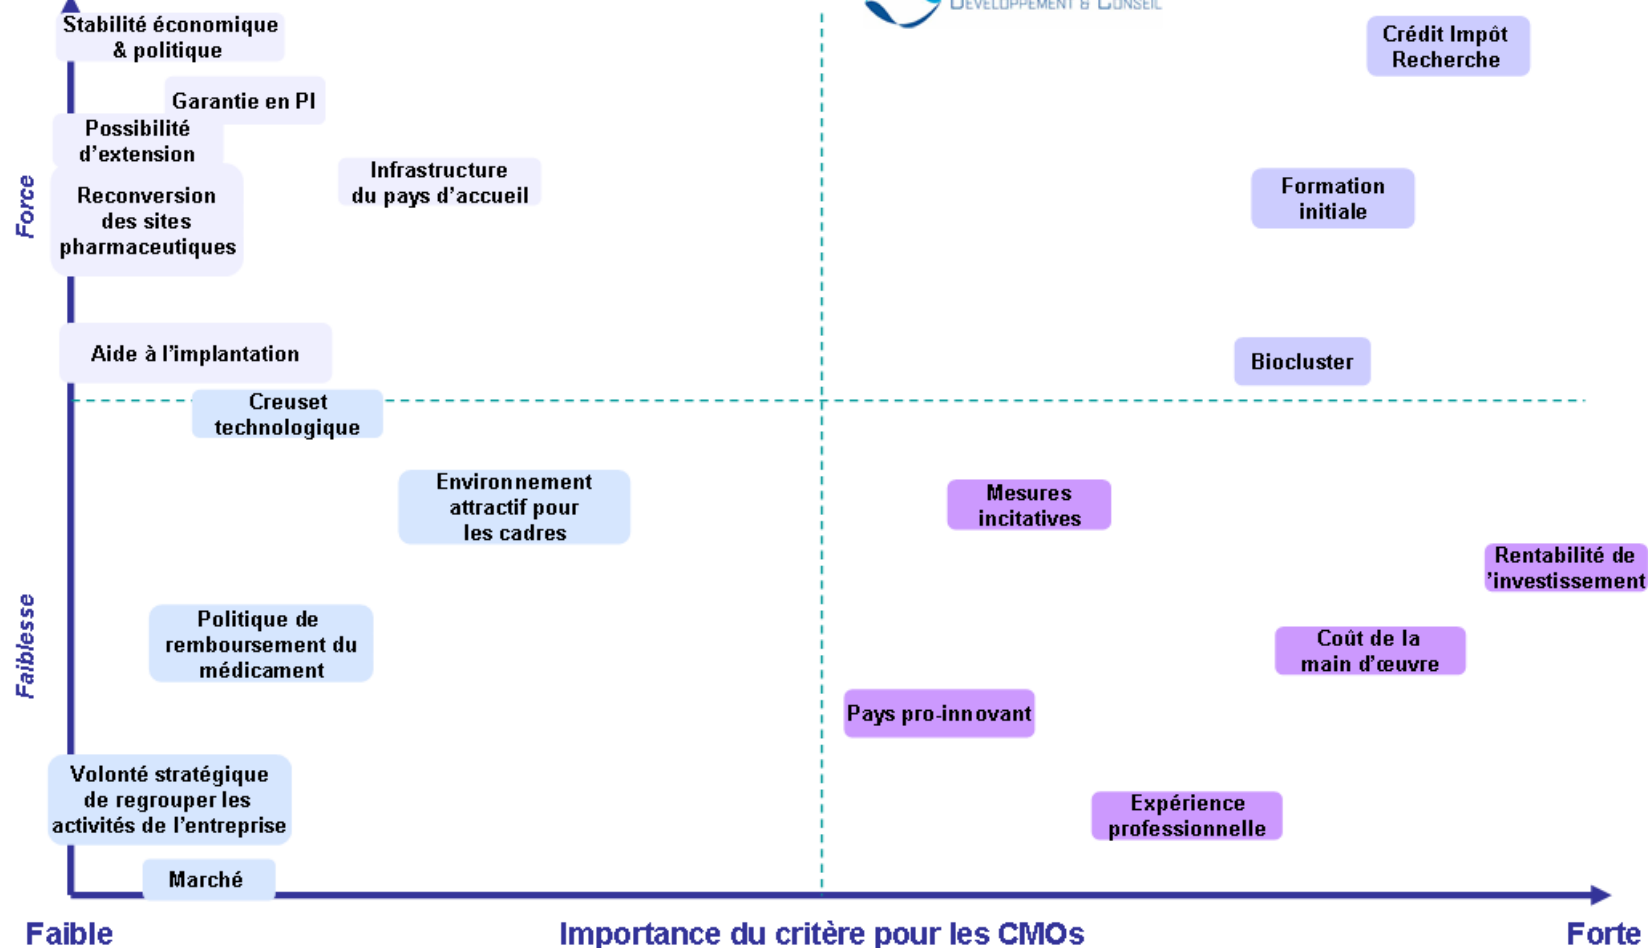 DEVELOPPEMENT & CONSEIL
Stabilité économique
& politique
Crédit Impôt
Recherche
Garantie en PI
Possibilité
d'extension
Infrastructure
du pays d'accueil
Force
Reconversion
des sites
pharmaceutiques
Formation
initiale
Aide à l'implantation
Biocluster
Creuset
technologique
Environnement
attractif pour
les cadres
Mesures
incitatives
Rentabilité de
'investissement
Faiblesse
Politique de
remboursement du
médicament
Coût de la
main d'œuvre
Pays pro-innovant
Volonté stratégique
de regrouper les
activités de l'entreprise
Expérience
professionnelle
Marché
Faible
Importance du critère pour les CMOs
Forte